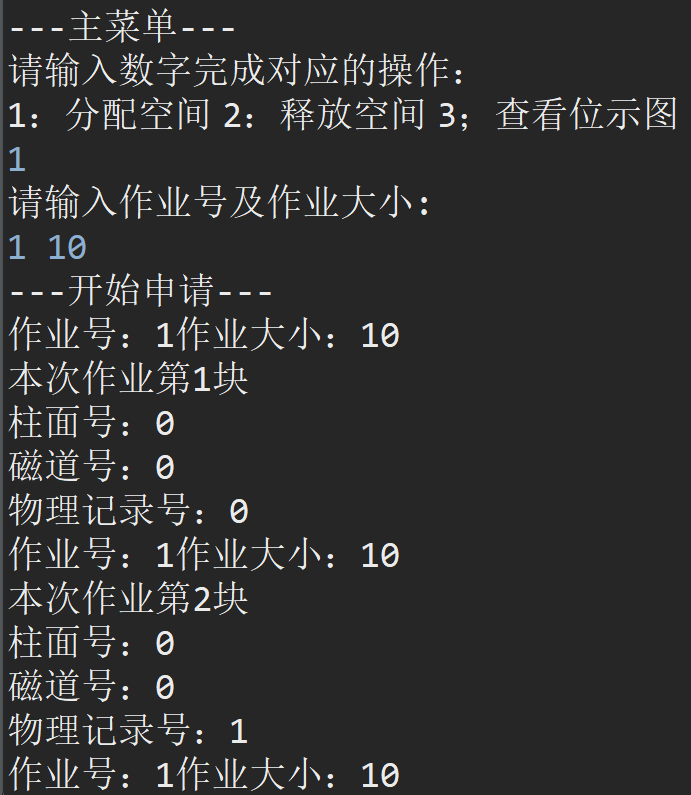 ---主菜单---
请输入数字完成对应的操作：
1：分配空间 2：释放空间 3；查看位示图
1
请输入作业号及作业大小：
1 10
---开始申请---
作业号：1作业大小：10
本次作业第1块
柱面号：0
磁道号：0
物理记录号：0
作业号：1作业大小：10
本次作业第2块
柱面号：0
磁道号：0
物理记录号：1
作业号：1作业大小：10